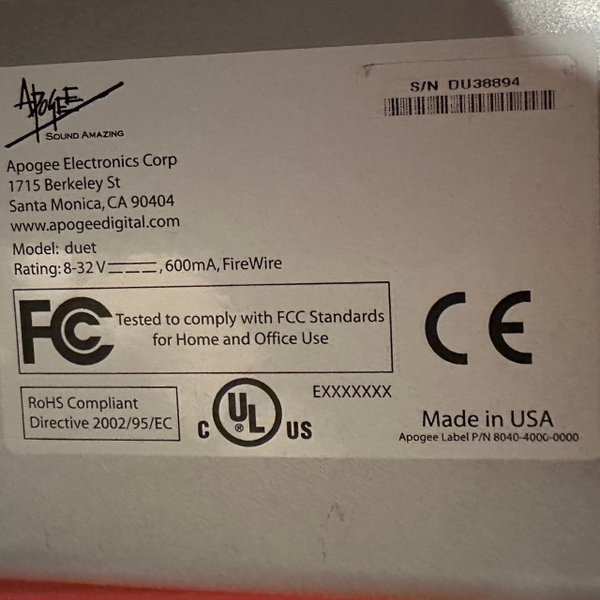 APOGEE
SOUND AMAZING
S/N DU38894
Apogee Electronics Corp
1715 Berkeley St
Santa Monica, CA 90404
www.apogeedigital.com
Model: duet
Rating: 8-32 V⎓, 600mA, FireWire
FC Tested to comply with FCC Standards
for Home and Office Use
CE
RoHS Compliant
Directive 2002/95/EC
C UL ® US
EXXXXXXX
Made in USA
Apogee Label P/N 8040-4000-0000